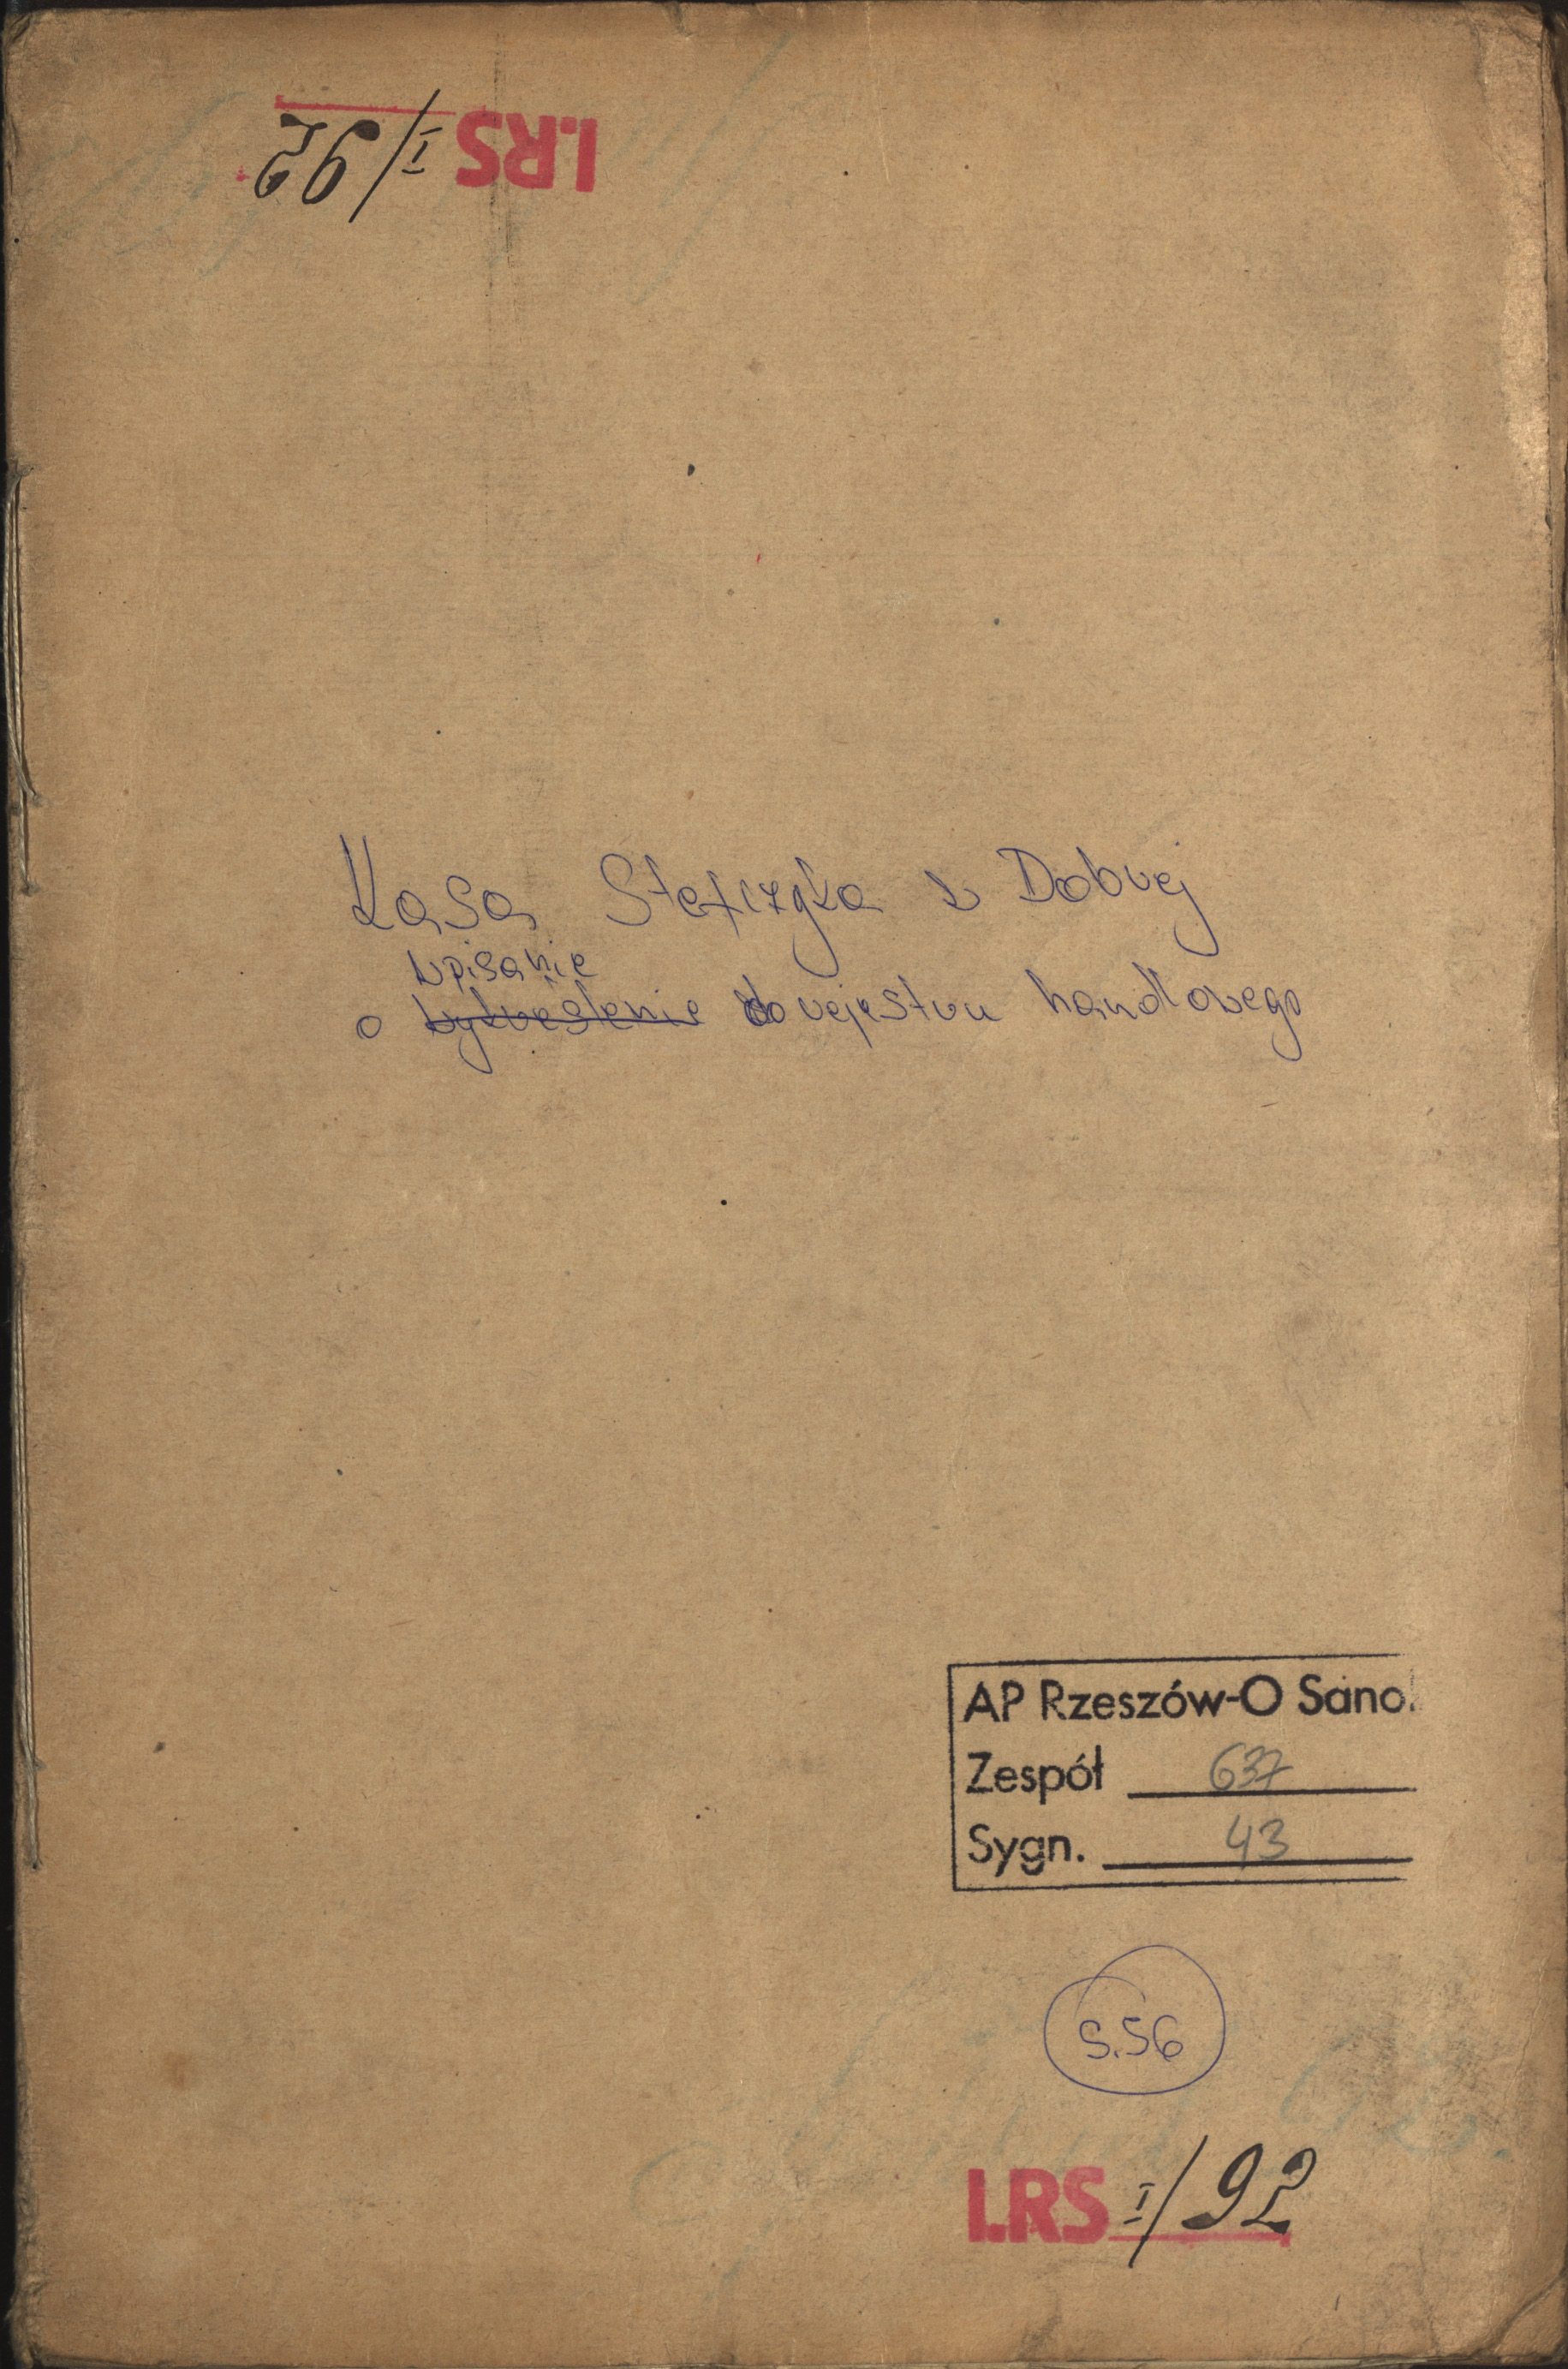 I.RS I/92
Kasa Stefczyka w Dobrej
wpisanie
o wykreślenie do rejestru handlowego
AP Rzeszów-O Sano
Zespół 637
Sygn. 43
S.56
I.RS I/92